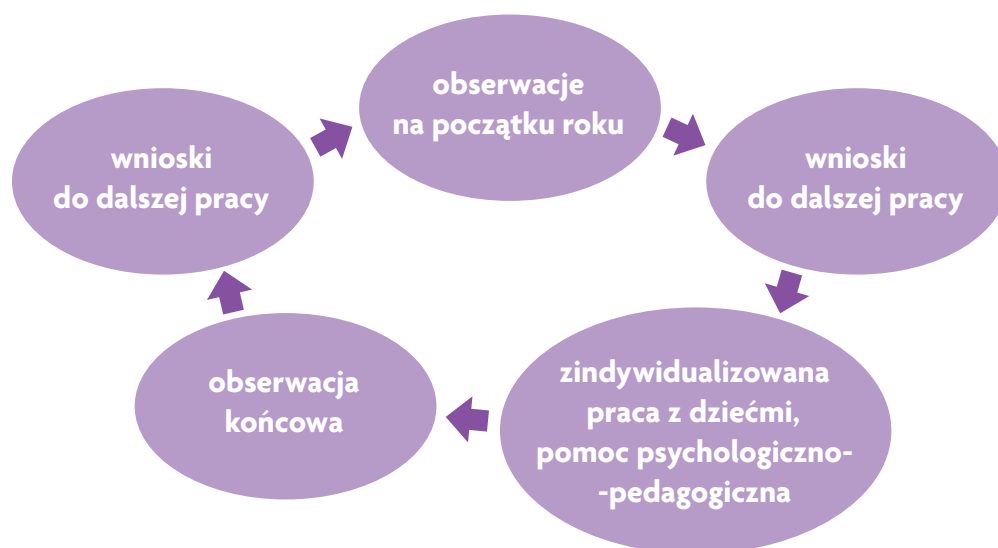 obserwacje
na początku roku
wnioski
do dalszej pracy
zindywidualizowana
praca z dziećmi,
pomoc psychologiczno-
-pedagogiczna
obserwacja
końcowa
wnioski
do dalszej pracy